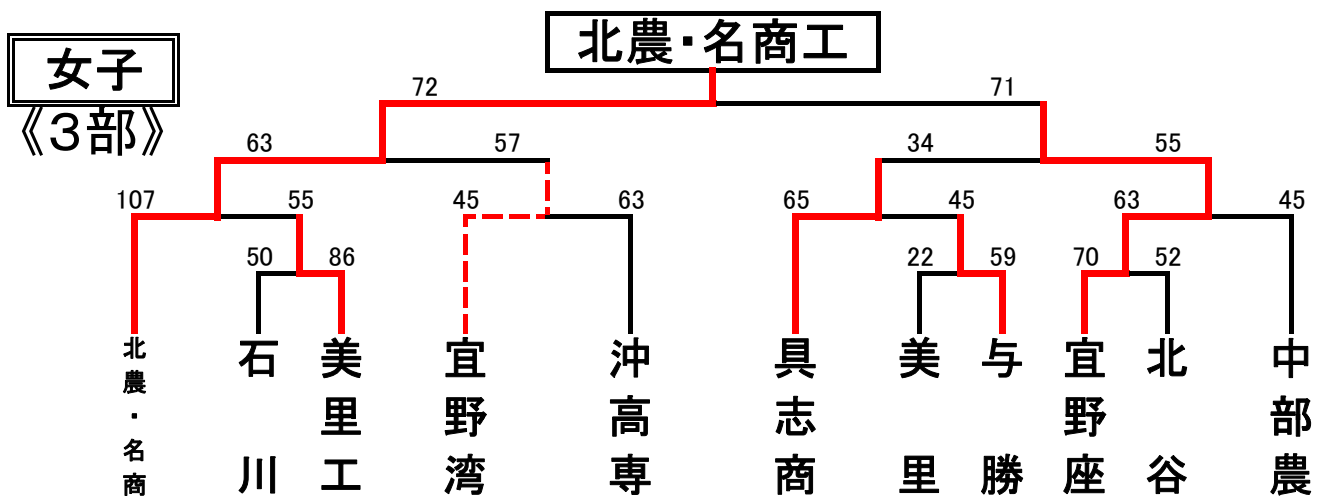 北農・名商工
女子
《３部》
72 71
63 57 34 55
107 55 45 63 65 45 63 45
50 86 22 59 70 52
北農・名商
石川
美里工
宜野湾
沖高専
具志商
美里
与勝
宜野座
北谷
中部農